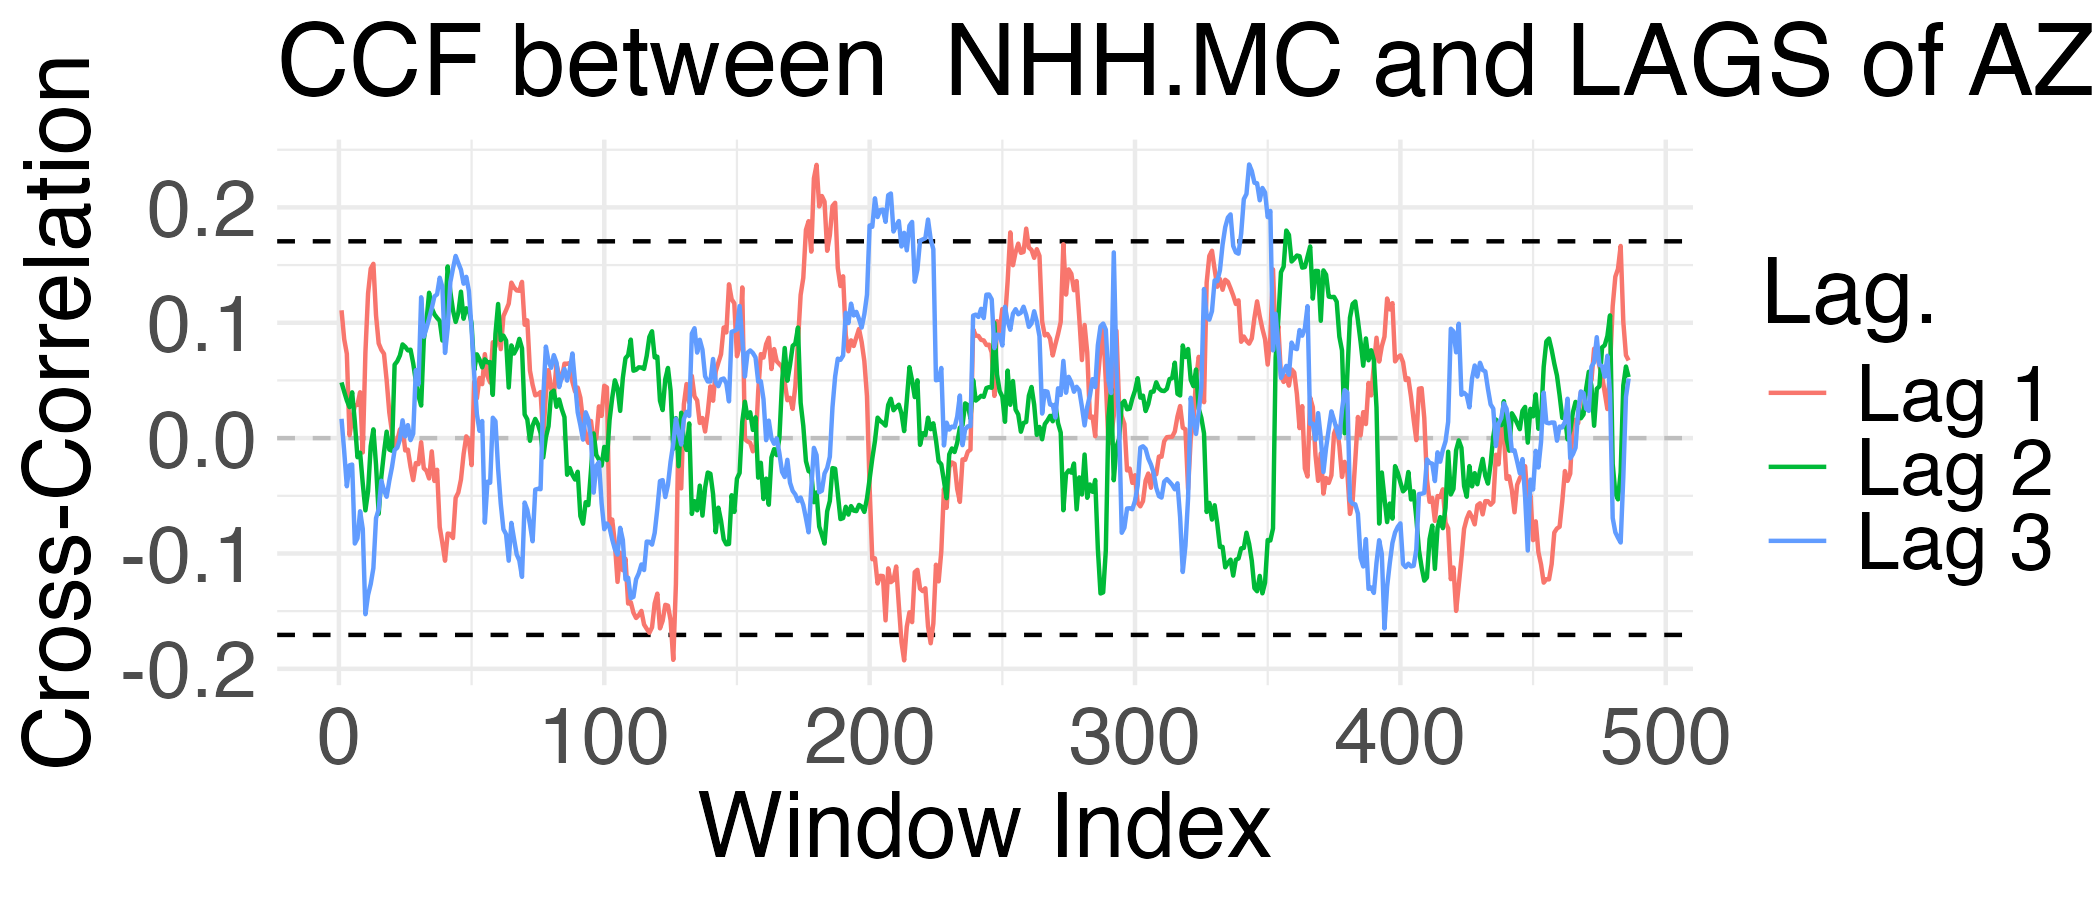 CCF between  NHH.MC and LAGS of AZ
Cross-Correlation
0.2
0.1
0.0
-0.1
-0.2
0 100 200 300 400 500
Window Index
Lag.
Lag 1
Lag 2
Lag 3